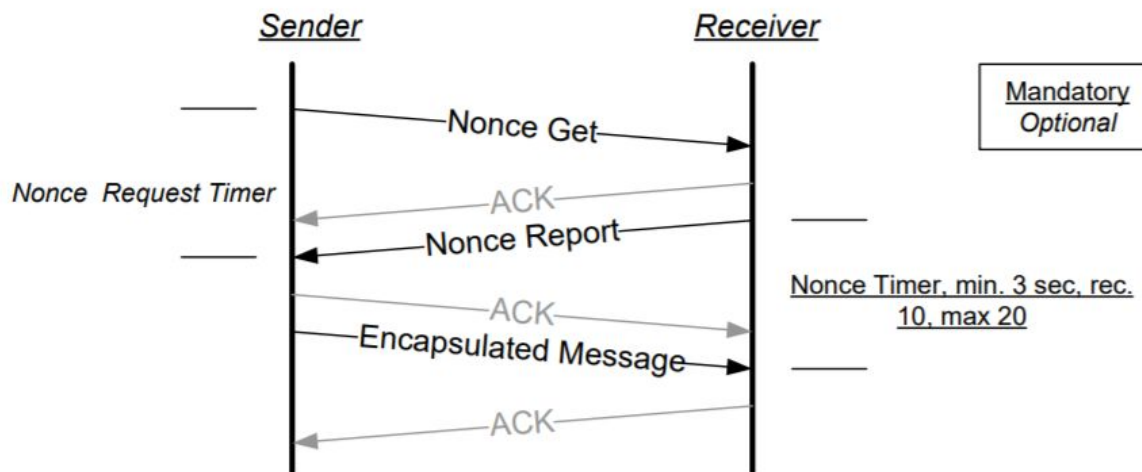 Sender
Receiver
Mandatory
Optional
Nonce Get
Nonce Request Timer
ACK
Nonce Report
Nonce Timer, min. 3 sec, rec.
10, max 20
ACK
Encapsulated Message
ACK